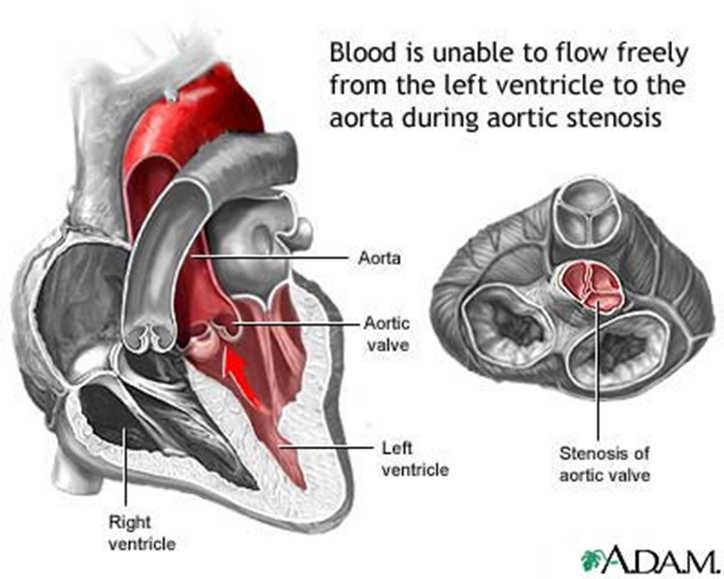 Blood is unable to flow freely
from the left ventricle to the
aorta during aortic stenosis
Aorta
Aortic
valve
Left
ventricle
Right
ventricle
Stenosis of
aortic valve
A.D.A.M.